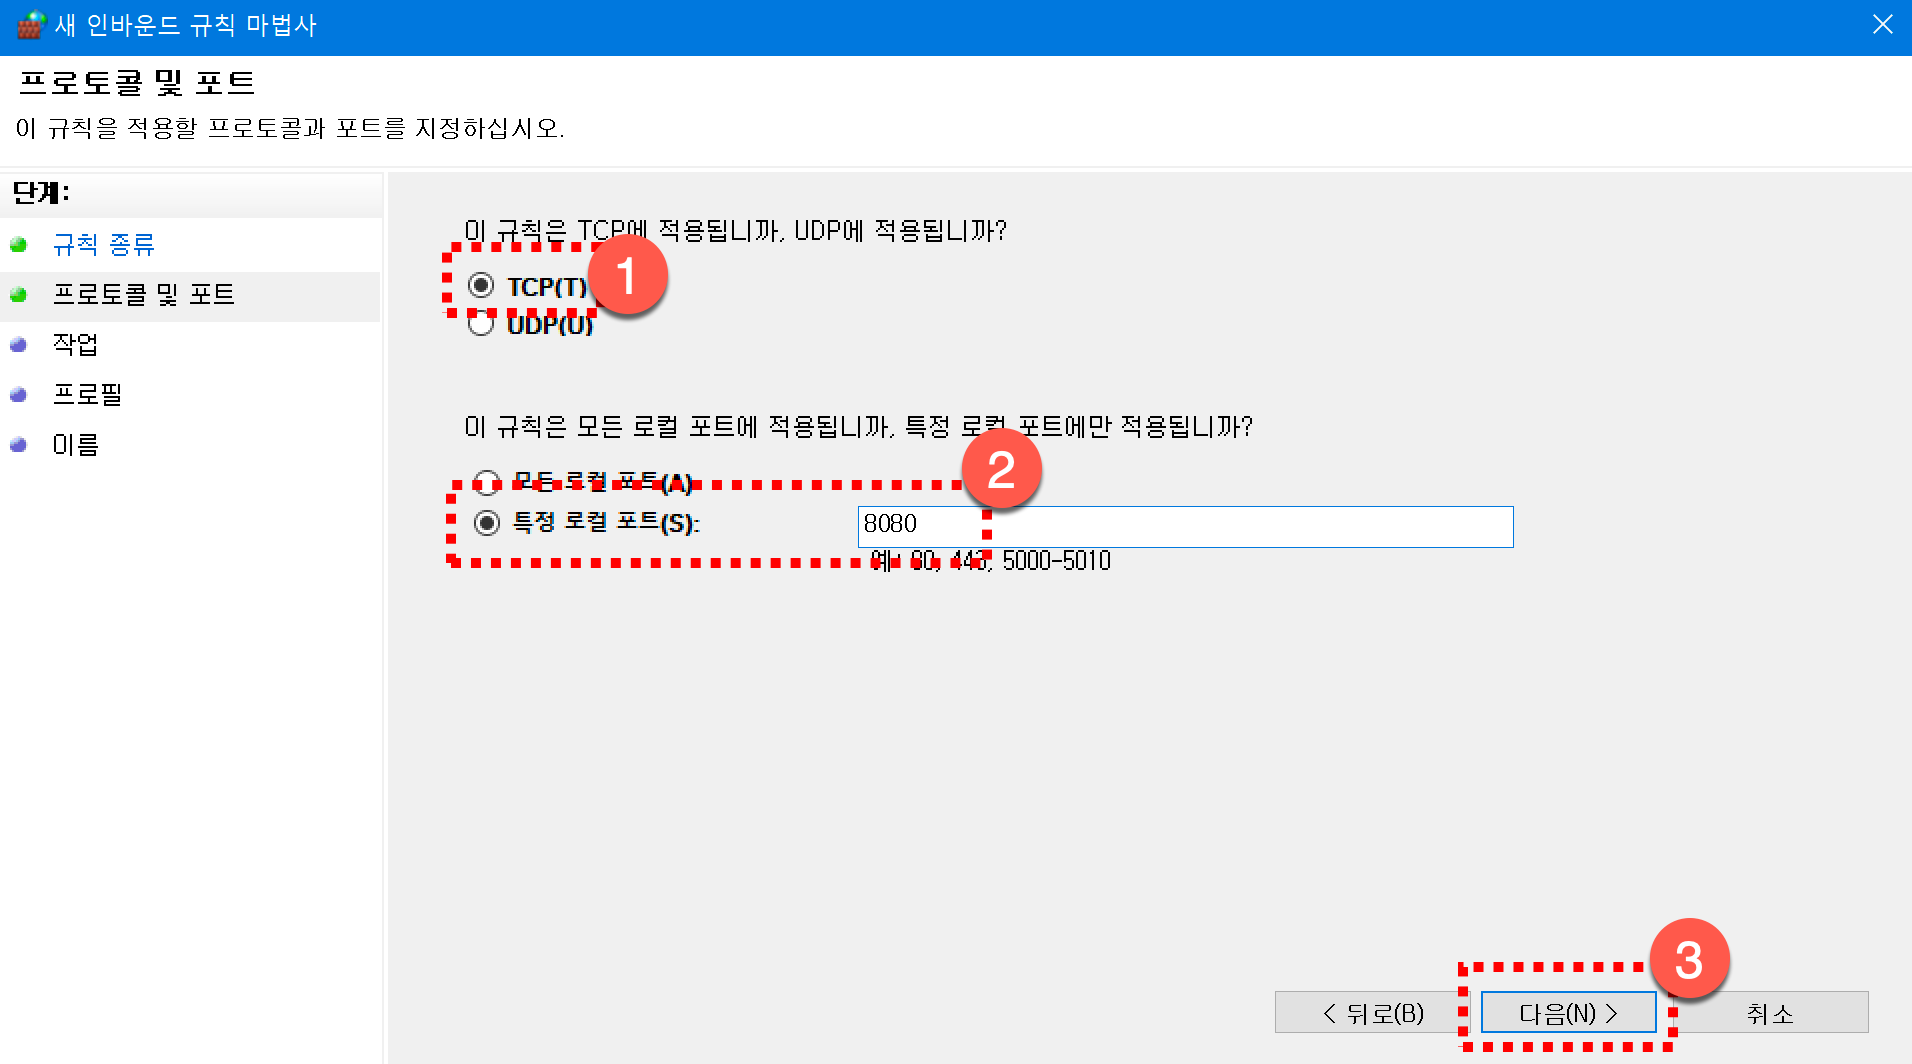 새 인바운드 규칙 마법사
프로토콜 및 포트
이 규칙을 적용할 프로토콜과 포트를 지정하십시오.
단계:
규칙 종류
프로토콜 및 포트
작업
프로필
이름
이 규칙은 TCP에 적용됩니까, UDP에 적용됩니까?
TCP(T)
1
UDP(U)
이 규칙은 모든 로컬 포트에 적용됩니까, 특정 로컬 포트에만 적용됩니까?
2
모든 로컬 포트(A)
특정 로컬 포트(S):
8080
예: 80, 443, 5000-5010
3
< 뒤로(B)
다음(N) >
취소